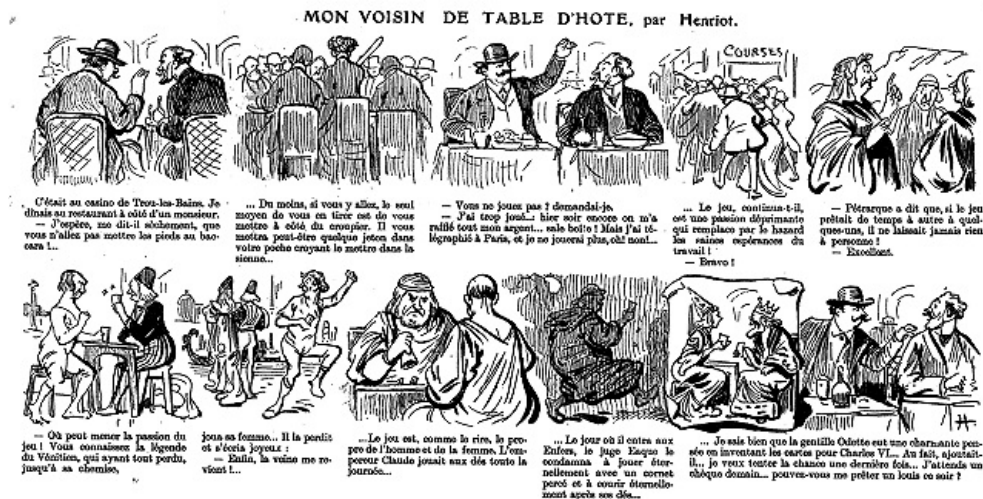 MON VOISIN DE TABLE D'HOTE, par Henriot.
COURSES
C'était au casino de Trou-les-Bains. Je
dînais au restaurant à côté d'un monsieur.
— J'espère, me dit-il sèchement, que
vous n'allez pas mettre les pieds au bac-
cara !..
... Du moins, si vous y allez, le seul
moyen de vous en tirer est de vous
mettre à côté du croupier. Il vous
mettra peut-être quelque jeton dans
votre poche croyant le mettre dans la
sienne...
— Vous ne jouez pas ? demandai-je.
— J'ai trop joué... hier soir encore on m'a
raflé tout mon argent... sale boîte ! Mais j'ai té-
légraphié à Paris, et je ne jouerai plus, oh! non!...
... Le jeu, continua-t-il,
est une passion déprimante
qui remplace par le hazard
les saines espérances du
travail !
— Bravo !
— Pétrarque a dit que, si le jeu
prêtait de temps à autre à quel-
ques-uns, il ne laissait jamais rien
à personne !
— Excellent.
— Où peut mener la passion du
jeu ! Vous connaissez la légende
du Vénitien, qui ayant tout perdu,
jusqu'à sa chemise,
joua sa femme... Il la perdit
et s'écria joyeux :
— Enfin, la veine me re-
vient !...
...Le jeu est, comme le rire, le pro-
pre de l'homme et de la femme. L'em-
pereur Claude jouait aux dés toute la
journée...
... Le jour où il entra aux
Enfers, le juge Eaque le
condamna à jouer éter-
nellement avec un cornet
percé et à courir éternelle-
ment après ses dés...
... Je sais bien que la gentille Odette eut une charmante pen-
sée en inventant les cartes pour Charles VI... Au fait, ajouta-t-
il... je veux tenter la chance une dernière fois... J'attends un
chèque demain... pouvez-vous me prêter un louis ce soir ?
H